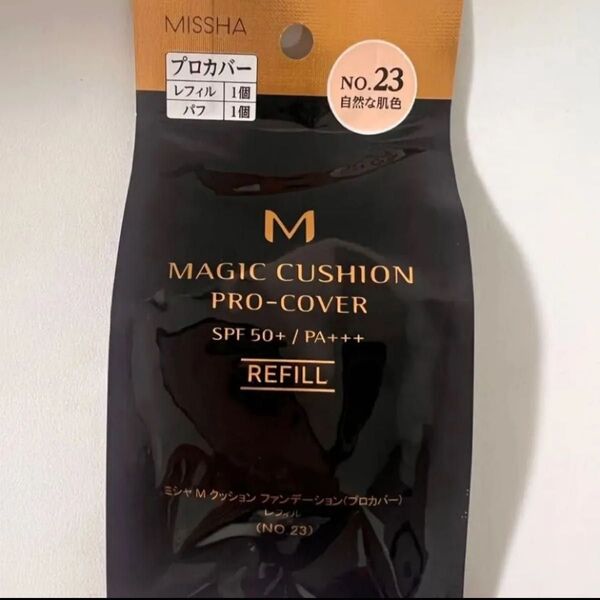 MISSHA
プロカバー
レフィル 1個
パフ 1個
NO.23
自然な肌色
M
MAGIC CUSHION
PRO-COVER
SPF 50+ / PA+++
REFILL
ミシャ M クッション ファンデーション(プロカバー)
レフィル
(NO 23)